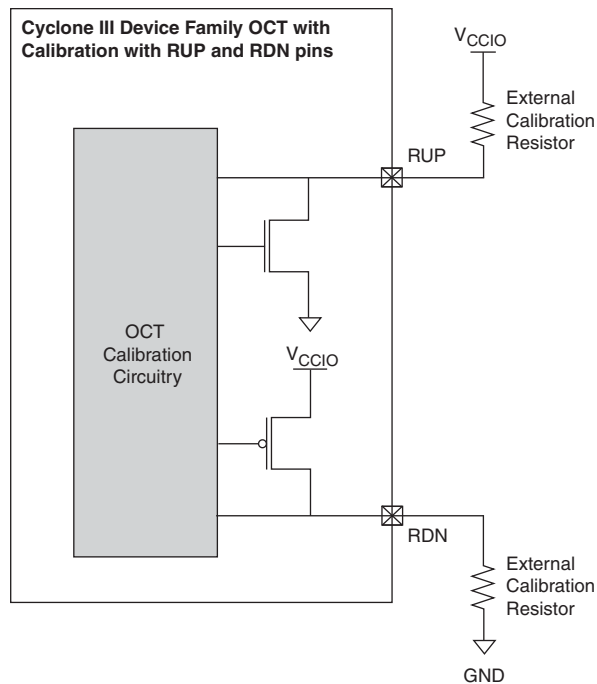 Cyclone III Device Family OCT with
Calibration with RUP and RDN pins
VCCIO
External
Calibration
Resistor
RUP
OCT
Calibration
Circuitry
VCCIO
RDN
External
Calibration
Resistor
GND